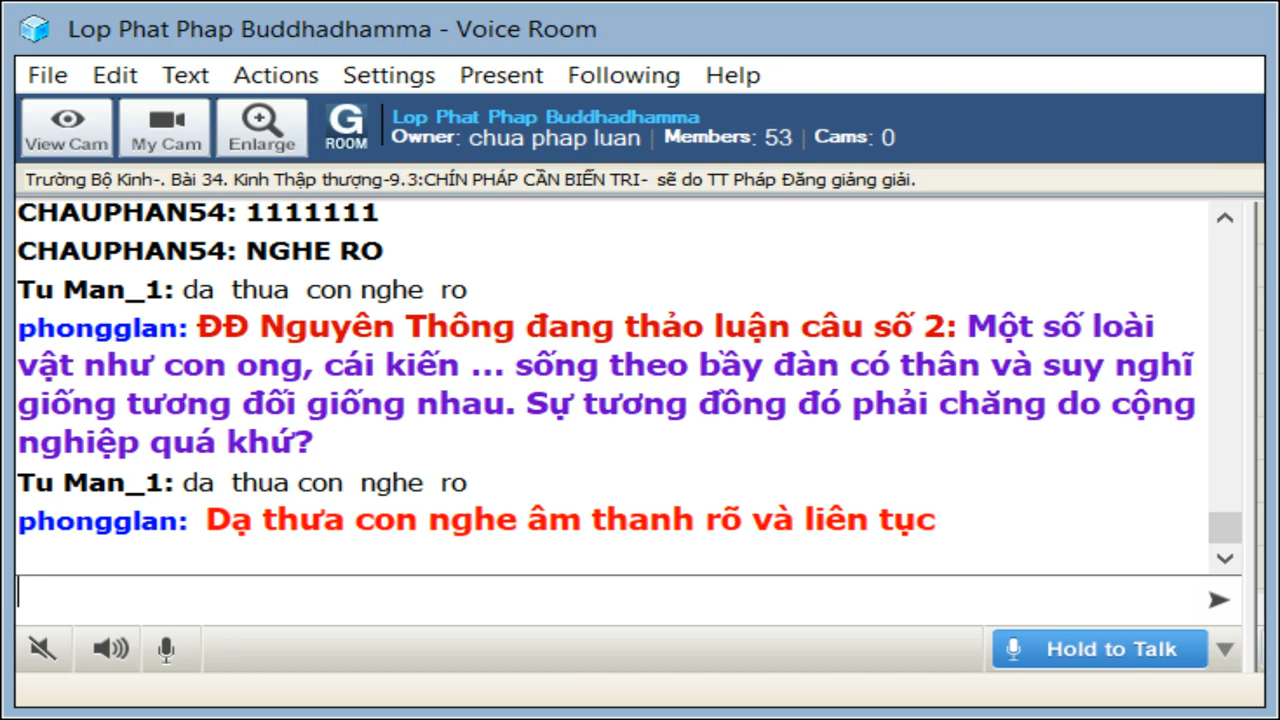 Lop Phat Phap Buddhadhamma - Voice Room
File Edit Text Actions Settings Present Following Help
View Cam My Cam Enlarge G ROOM
Lop Phat Phap Buddhadhamma
Owner: chua phap luan | Members: 53 | Cams: 0
Trường Bộ Kinh-. Bài 34. Kinh Thập thượng-9.3:CHÍN PHÁP CẦN BIẾN TRI- sẽ do TT Pháp Đăng giảng giải.
CHAUPHAN54: 1111111
CHAUPHAN54: NGHE RO
Tu Man_1: da thua con nghe ro
phongglan: ĐĐ Nguyên Thông đang thảo luận câu số 2: Một số loài
vật như con ong, cái kiến ... sống theo bầy đàn có thân và suy nghĩ
giống tương đối giống nhau. Sự tương đồng đó phải chăng do cộng
nghiệp quá khứ?
Tu Man_1: da thua con nghe ro
phongglan: Dạ thưa con nghe âm thanh rõ và liên tục
Hold to Talk